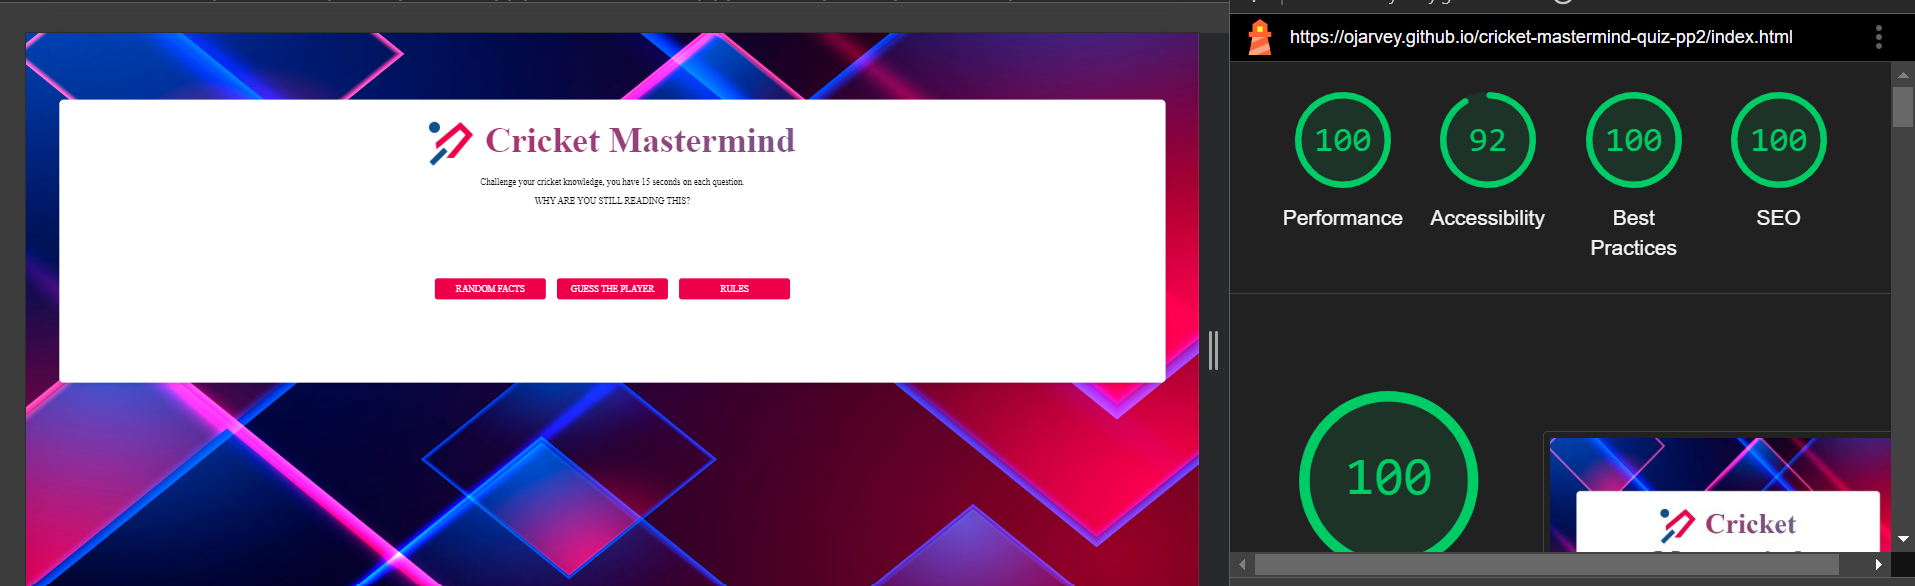 Cricket Mastermind
Challenge your cricket knowledge, you have 15 seconds on each question.
WHY ARE YOU STILL READING THIS?
RANDOM FACTS
GUESS THE PLAYER
RULES
https://ojarvey.github.io/cricket-mastermind-quiz-pp2/index.html
100
92
100
100
Performance
Accessibility
Best
Practices
SEO
100
Cricket